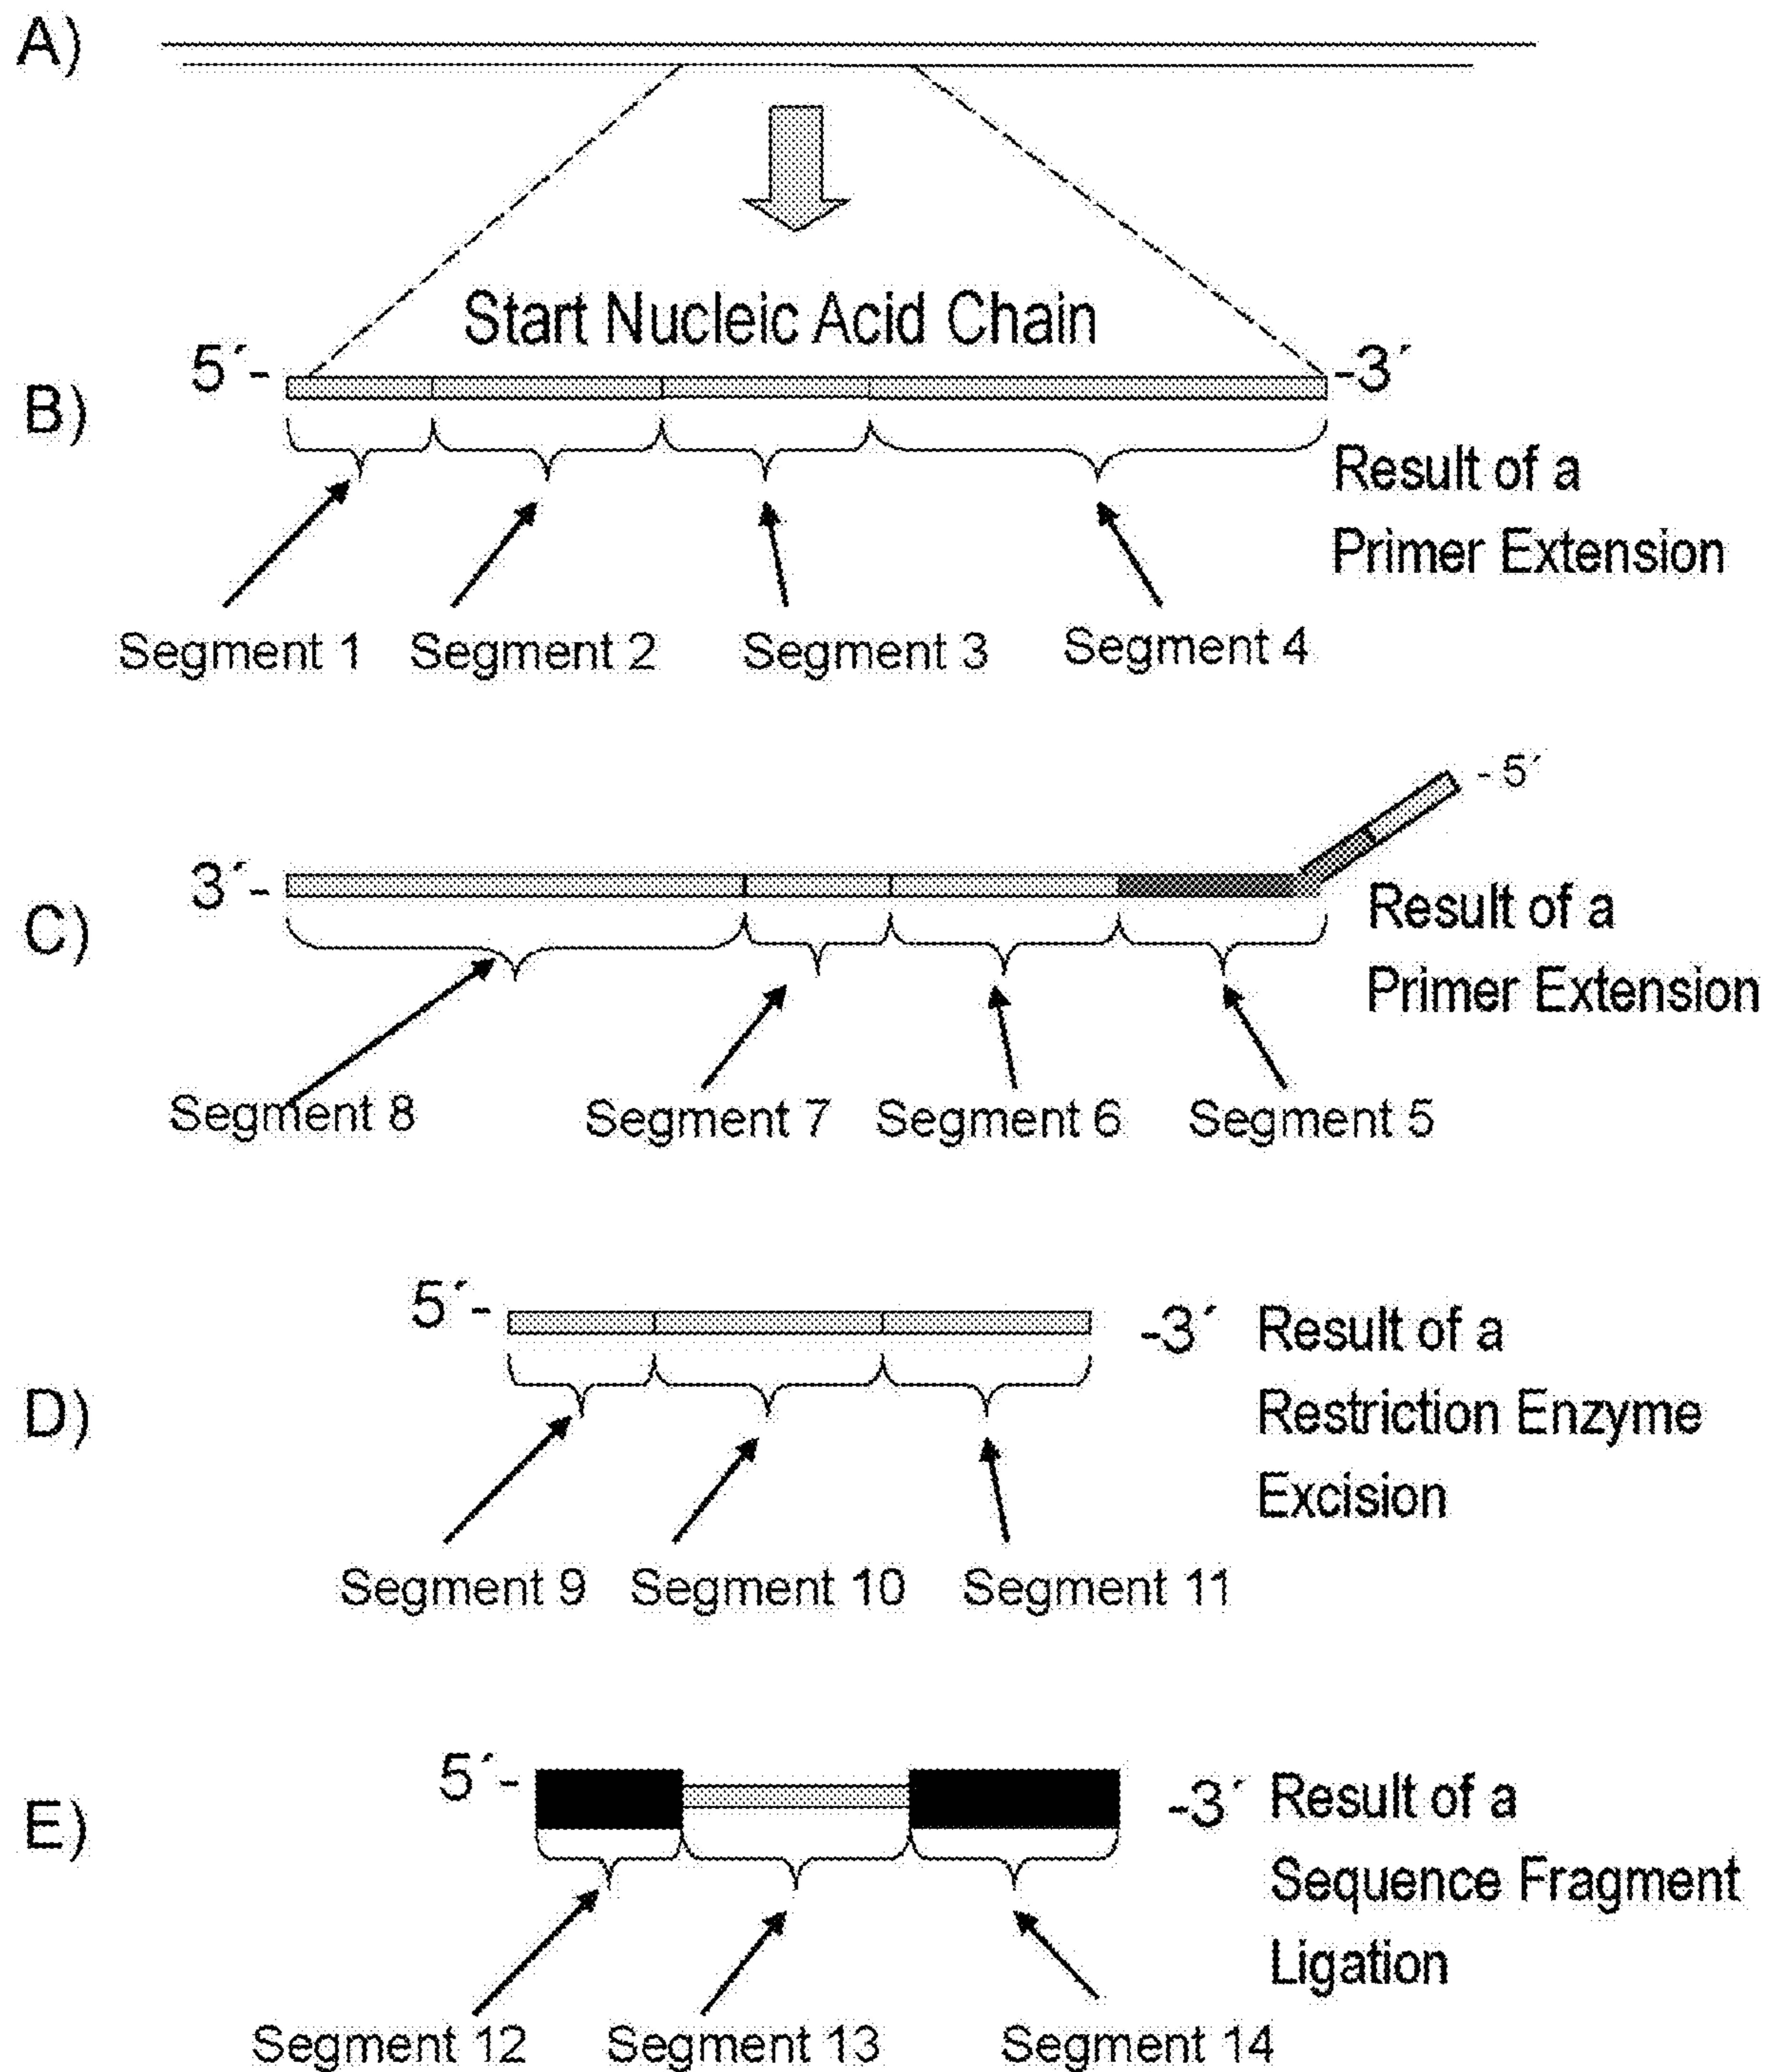 A)
Start Nucleic Acid Chain
5´-
-3´
B)
Result of a
Primer Extension
Segment 1
Segment 2
Segment 3
Segment 4
- 5´
3´-
C)
Result of a
Primer Extension
Segment 8
Segment 7
Segment 6
Segment 5
5´-
-3´
Result of a
Restriction Enzyme
Excision
D)
Segment 9
Segment 10
Segment 11
5´-
-3´
Result of a
Sequence Fragment
Ligation
E)
Segment 12
Segment 13
Segment 14